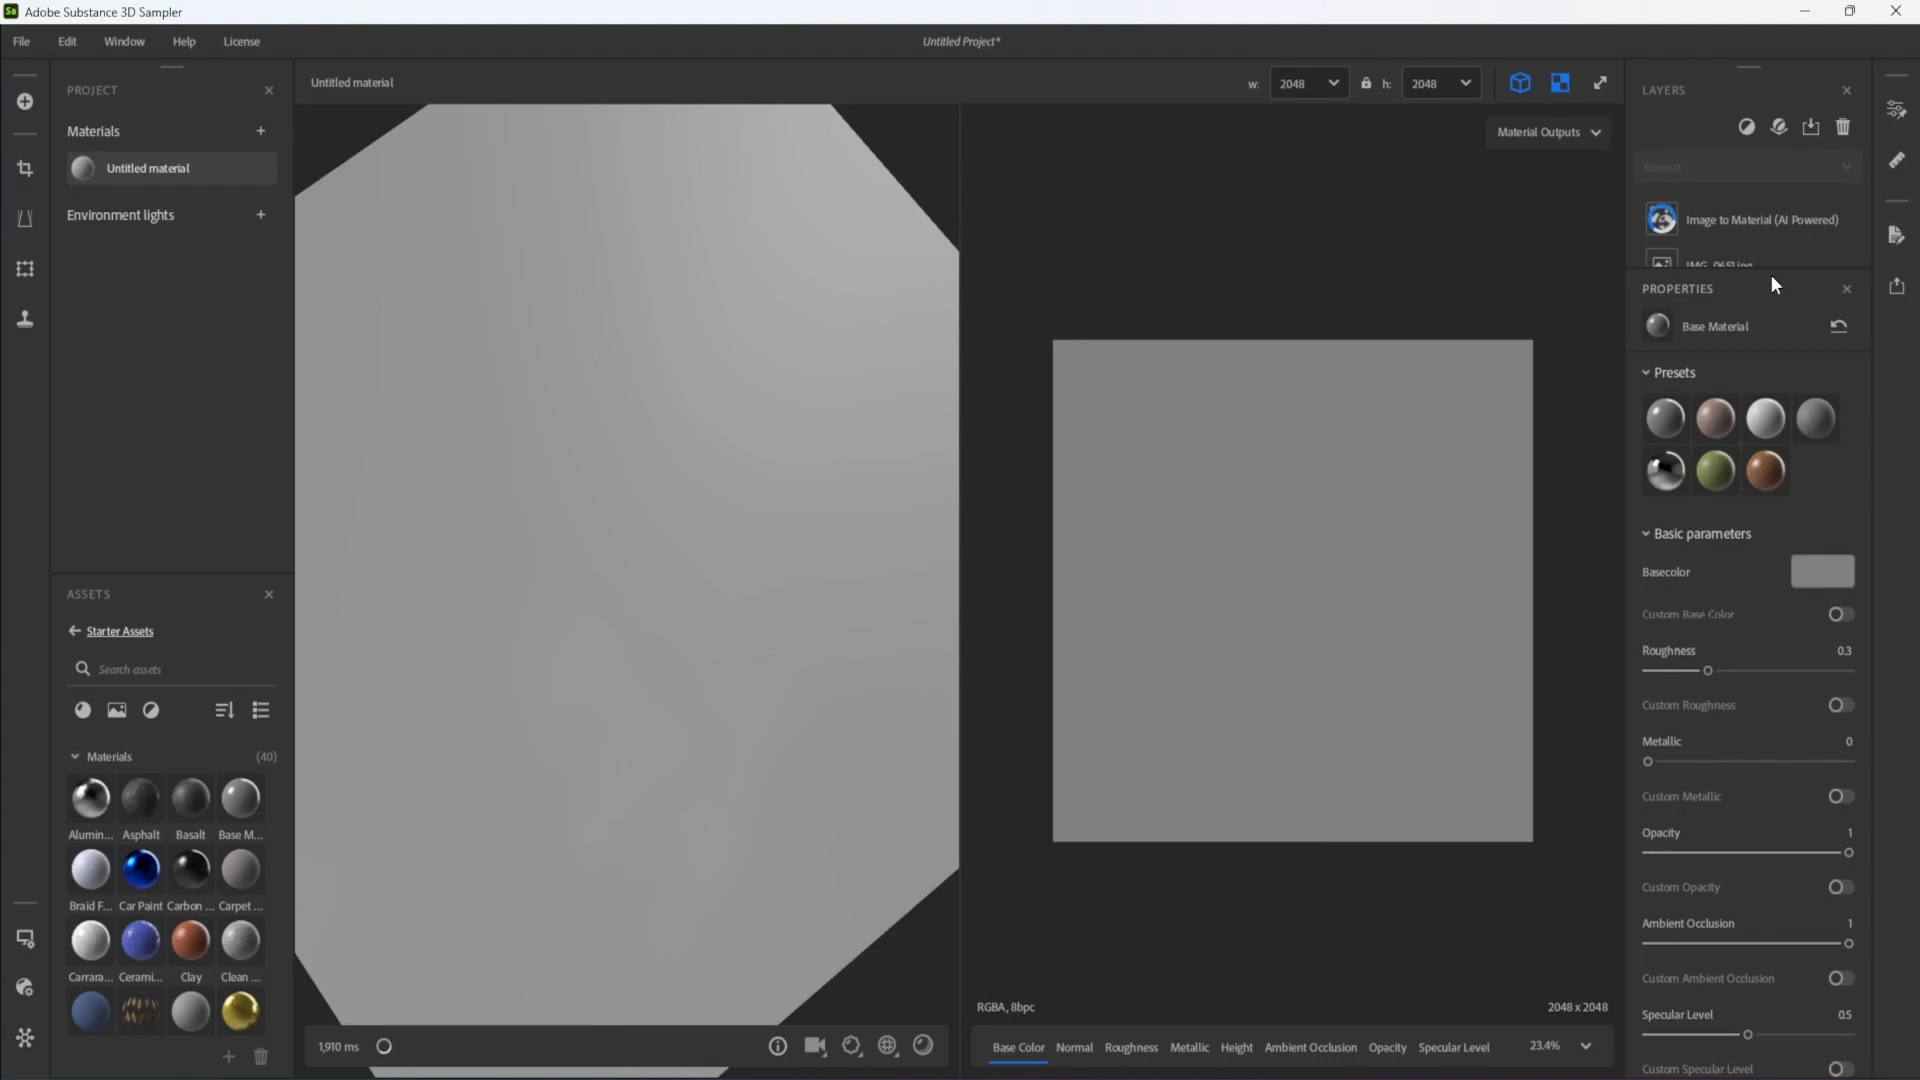 Sa Adobe Substance 3D Sampler
File Edit Window Help License
Untitled Project*
PROJECT
Materials
Untitled material
Environment lights
ASSETS
Starter Assets
Search assets
Materials (40)
Alumin... Asphalt Basalt Base M...
Braid F... Car Paint Carbon ... Carpet ...
Carrara... Cerami... Clay Clean ...
Untitled material
w: 2048 h: 2048
Material Outputs
1,910 ms
RGBA, 8bpc 2048 x 2048
Base Color Normal Roughness Metallic Height Ambient Occlusion Opacity Specular Level 23.4%
LAYERS
Normal
Image to Material (AI Powered)
IMG_0651.jpg
PROPERTIES
Base Material
Presets
Basic parameters
Basecolor
Custom Base Color
Roughness 0.3
Custom Roughness
Metallic 0
Custom Metallic
Opacity 1
Custom Opacity
Ambient Occlusion 1
Custom Ambient Occlusion
Specular Level 0.5
Custom Specular Level